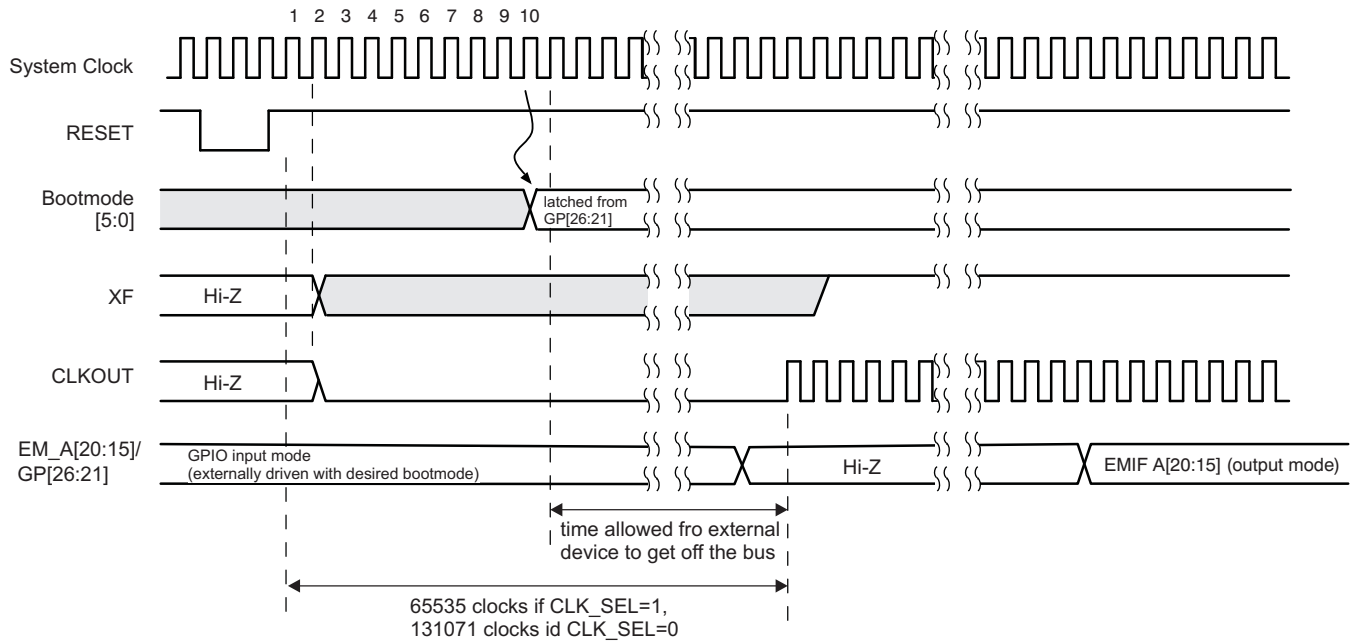 1 2 3 4 5 6 7 8 9 10
System Clock
RESET
Bootmode
[5:0]
latched from
GP[26:21]
XF
Hi-Z
CLKOUT
Hi-Z
EM_A[20:15]/
GP[26:21]
GPIO input mode
(externally driven with desired bootmode)
Hi-Z
EMIF A[20:15] (output mode)
time allowed fro external
device to get off the bus
65535 clocks if CLK_SEL=1,
131071 clocks id CLK_SEL=0